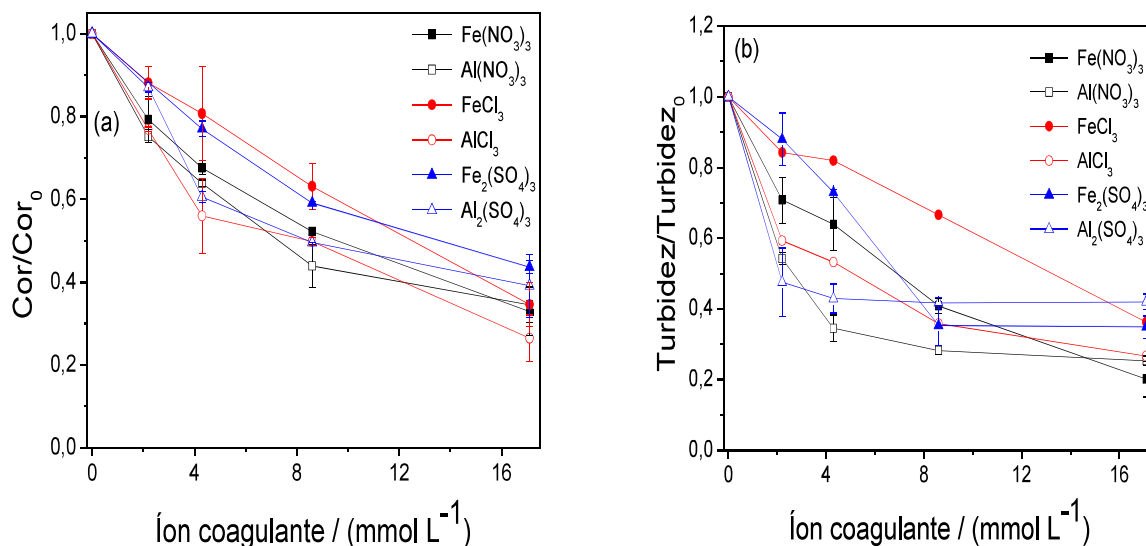 (a)
Cor/Cor₀
1,0
0,8
0,6
0,4
0,2
0,0
0
4
8
12
16
Íon coagulante / (mmol L⁻¹)
Fe(NO₃)₃
Al(NO₃)₃
FeCl₃
AlCl₃
Fe₂(SO₄)₃
Al₂(SO₄)₃
(b)
Turbidez/Turbidez₀
1,2
1,0
0,8
0,6
0,4
0,2
0,0
0
4
8
12
16
Íon coagulante / (mmol L⁻¹)
Fe(NO₃)₃
Al(NO₃)₃
FeCl₃
AlCl₃
Fe₂(SO₄)₃
Al₂(SO₄)₃